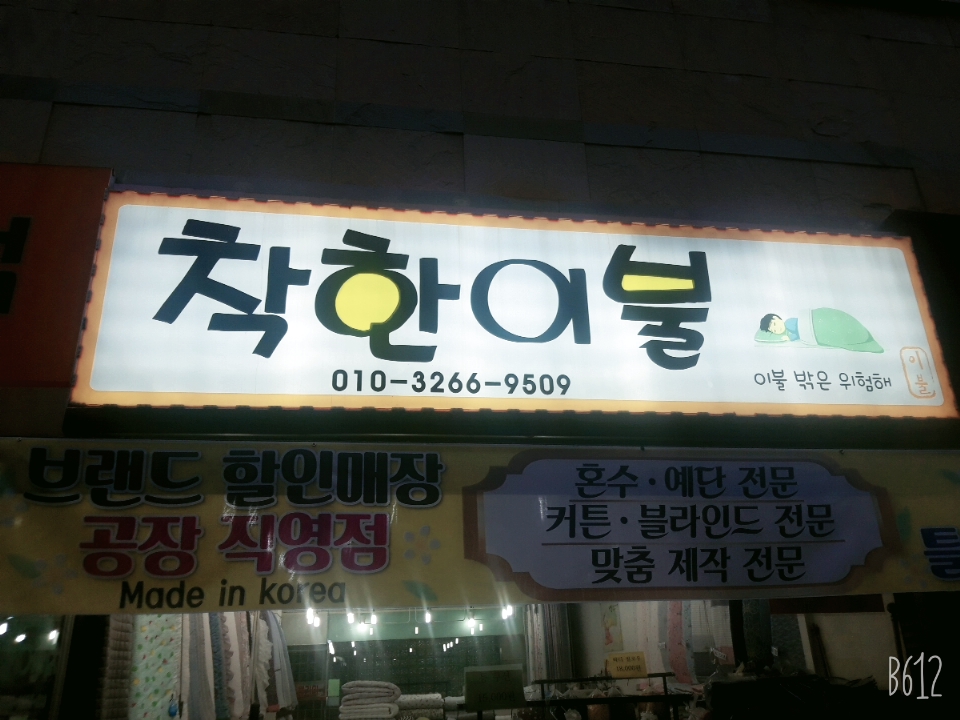 착한이불
010-3266-9509
이불 밖은 위험해
이불
브랜드 할인매장
공장 직영점
Made in korea
혼수·예단 전문
커튼·블라인드 전문
맞춤 제작 전문
틀
B612